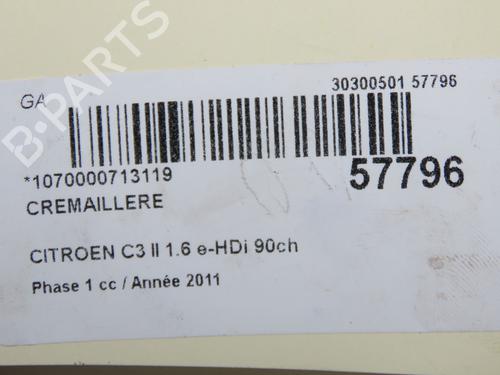 GA
30300501 57796
*1070000713119
57796
CREMAILLERE
CITROEN C3 II 1.6 e-HDi 90ch
Phase 1 cc / Année 2011
B-PARTS